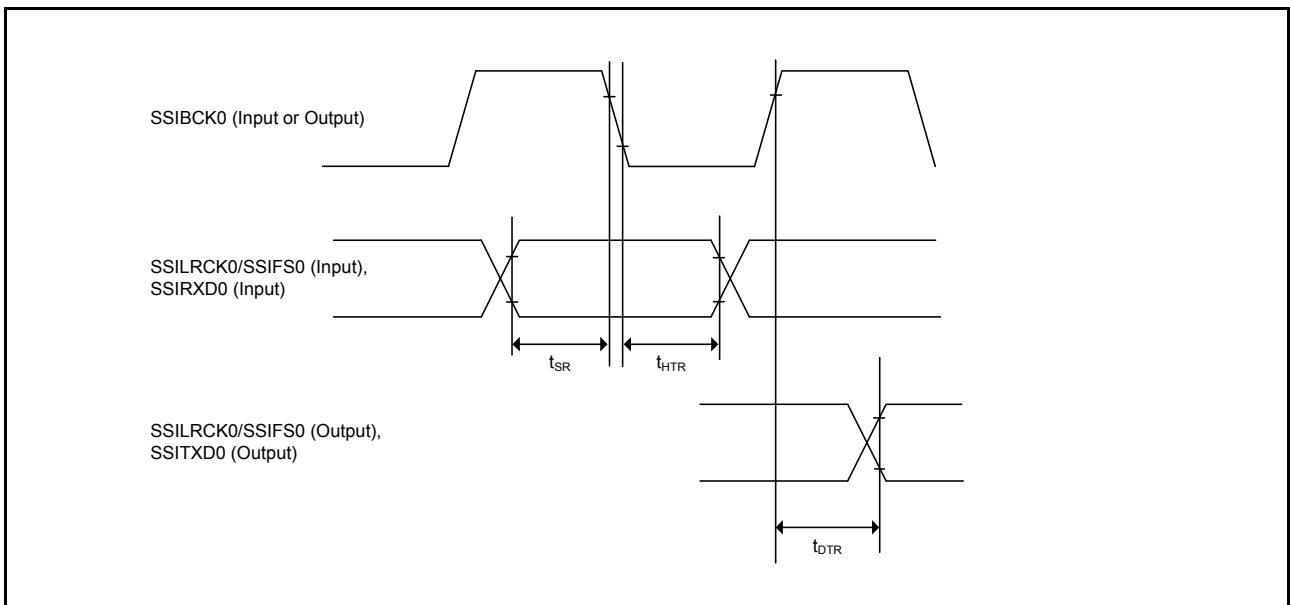 SSIBCK0 (Input or Output)
SSILRCK0/SSIFS0 (Input),
SSIRXD0 (Input)
tSR
tHTR
SSILRCK0/SSIFS0 (Output),
SSITXD0 (Output)
tDTR